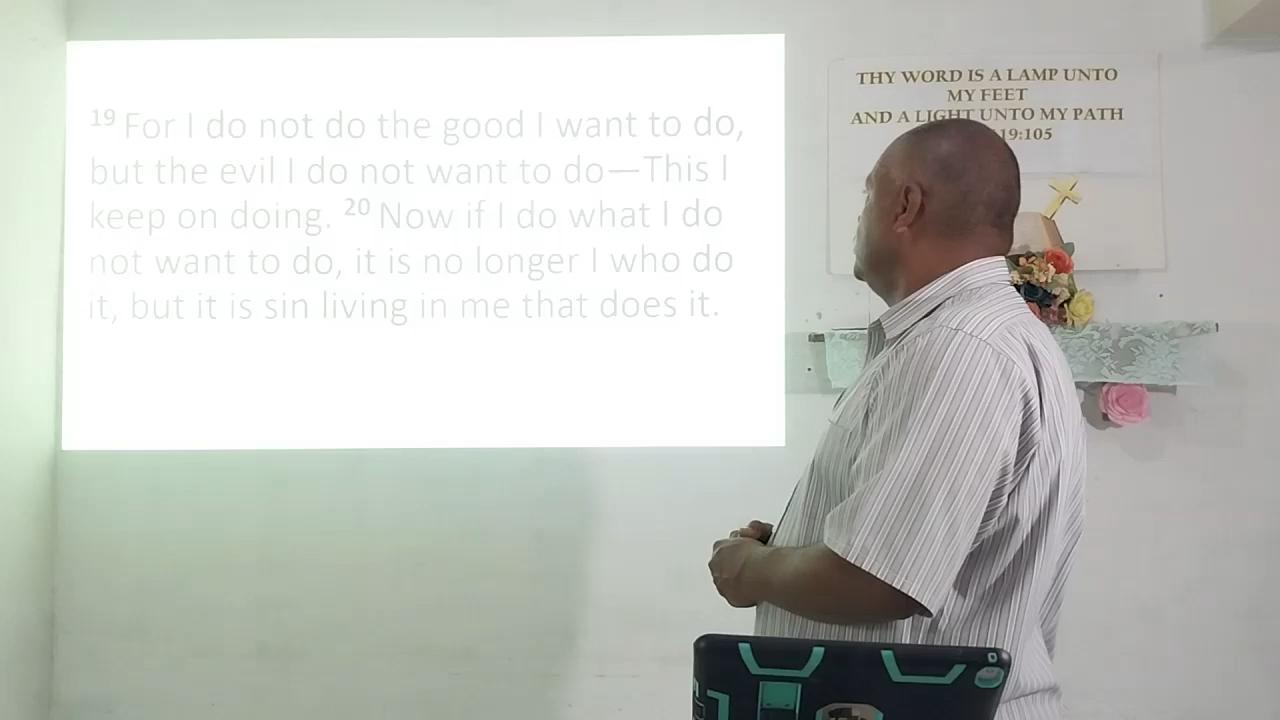 19 For I do not do the good I want to do,
but the evil I do not want to do—This I
keep on doing. 20 Now if I do what I do
not want to do, it is no longer I who do
it, but it is sin living in me that does it.
THY WORD IS A LAMP UNTO
MY FEET
AND A LIGHT UNTO MY PATH
19:105